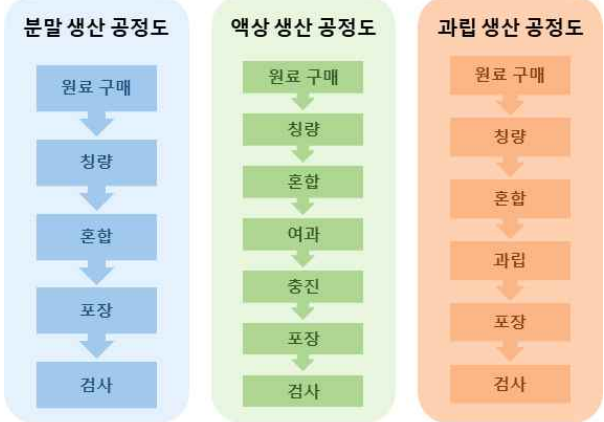 분말 생산 공정도
원료 구매
칭량
혼합
포장
검사
액상 생산 공정도
원료 구매
칭량
혼합
여과
충진
포장
검사
과립 생산 공정도
원료 구매
칭량
혼합
과립
포장
검사